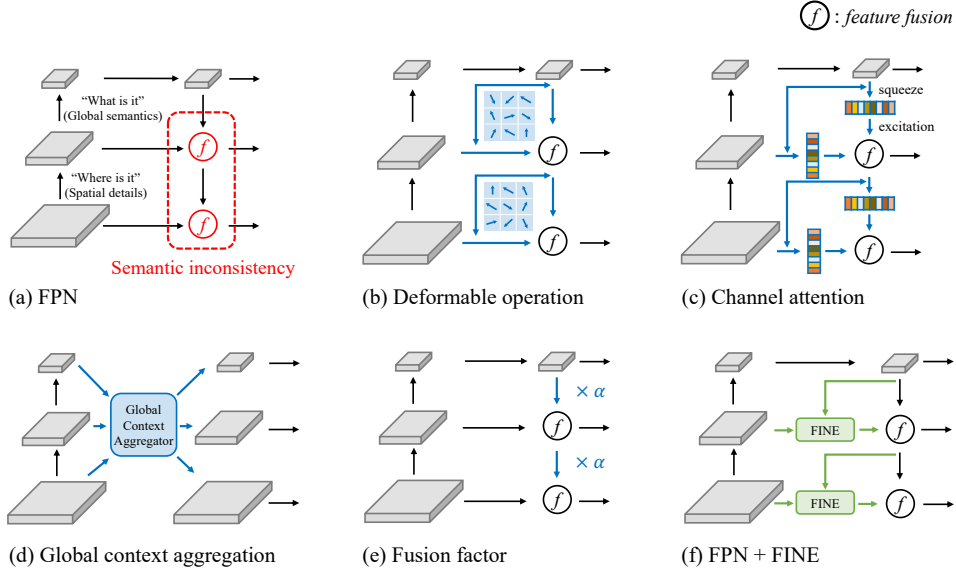 f : feature fusion
"What is it"
(Global semantics)
f
"Where is it"
(Spatial details)
f
Semantic inconsistency
(a) FPN
f
f
(b) Deformable operation
squeeze
excitation
f
f
(c) Channel attention
Global
Context
Aggregator
(d) Global context aggregation
× α
f
× α
f
(e) Fusion factor
FINE
f
FINE
f
(f) FPN + FINE